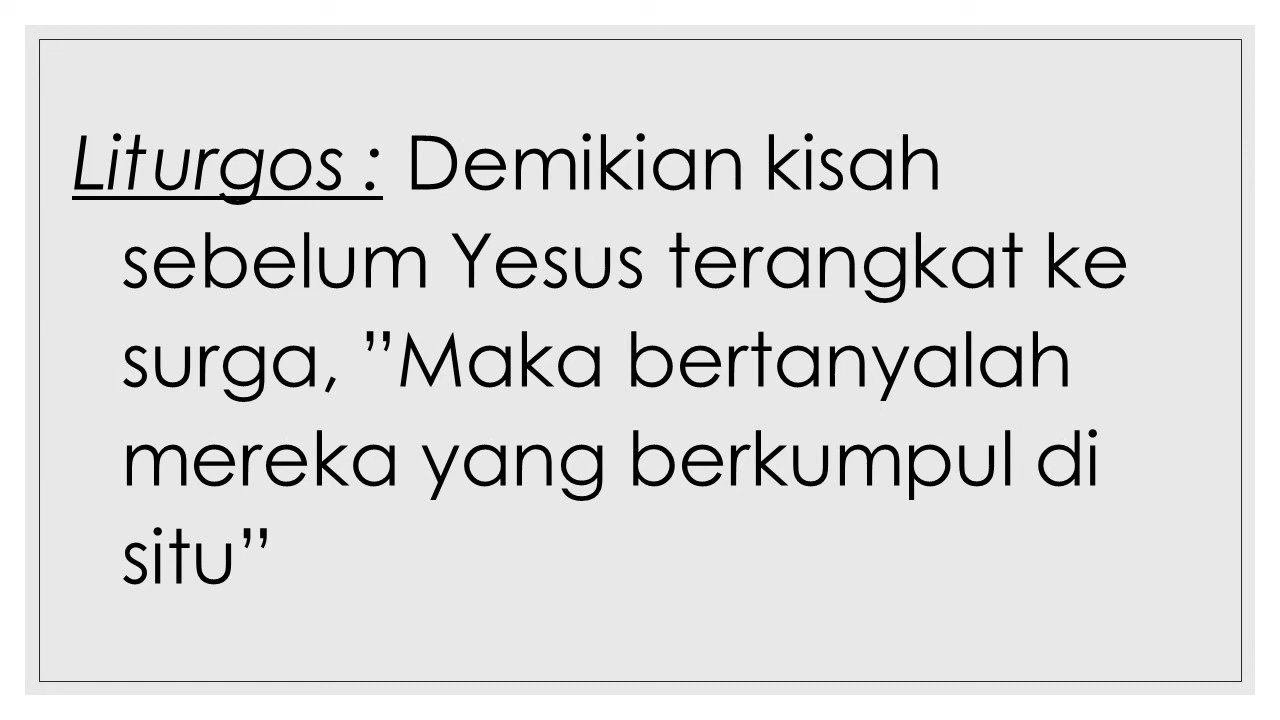 Liturgos : Demikian kisah
sebelum Yesus terangkat ke
surga, ”Maka bertanyalah
mereka yang berkumpul di
situ”